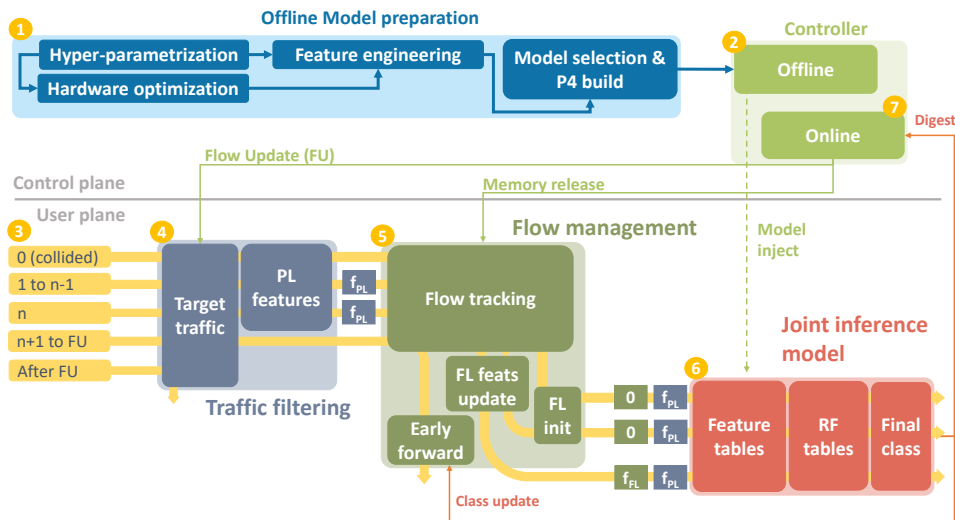 Offline Model preparation
1
Hyper-parametrization
Feature engineering
Hardware optimization
Model selection &
P4 build
2
Controller
Offline
7
Online
Digest
Flow Update (FU)
Memory release
Control plane
User plane
3
4
5
Flow management
Model
inject
0 (collided)
1 to n-1
n
n+1 to FU
After FU
Target
traffic
PL
features
f_PL
f_PL
Flow tracking
Traffic filtering
FL feats
update
FL
init
Early
forward
Joint inference
model
6
0
f_PL
0
f_PL
f_FL
f_PL
Feature
tables
RF
tables
Final
class
Class update